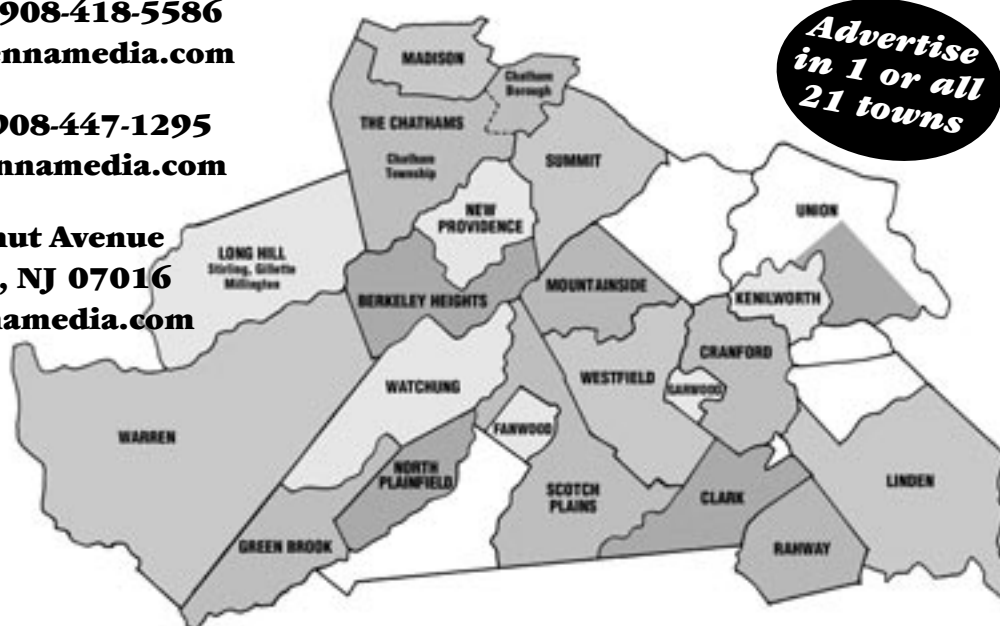 908-418-5586
ennamedia.com
908-447-1295
nnamedia.com
nut Avenue
, NJ 07016
namedia.com
Advertise
in 1 or all
21 towns
MADISON
Chatham
Borough
THE CHATHAMS
Chatham
Township
SUMMIT
NEW
PROVIDENCE
UNION
LONG HILL
Stirling, Gillette
Millington
BERKELEY HEIGHTS
MOUNTAINSIDE
KENILWORTH
CRANFORD
WATCHUNG
WESTFIELD
GARWOOD
WARREN
FANWOOD
NORTH
PLAINFIELD
SCOTCH
PLAINS
CLARK
LINDEN
GREEN BROOK
RAHWAY